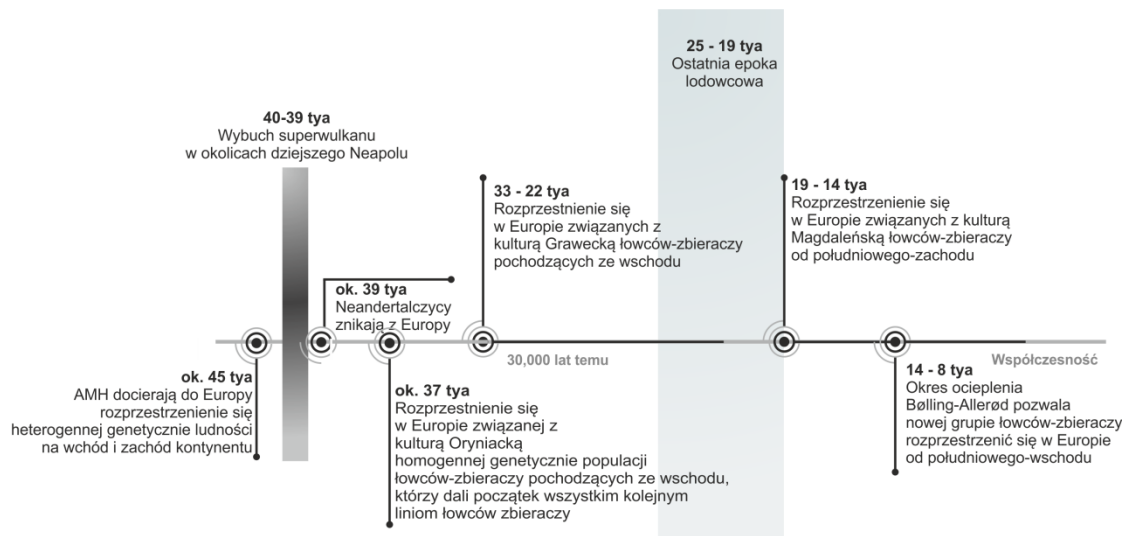 25 - 19 tya
Ostatnia epoka
lodowcowa
40-39 tya
Wybuch superwulkanu
w okolicach dziejszego Neapolu
33 - 22 tya
Rozprzestnienie się
w Europie związanych z
kulturą Grawecką łowców-zbieraczy
pochodzących ze wschodu
19 - 14 tya
Rozprzestrzenienie się
w Europie związanych z kulturą
Magdaleńską łowców-zbieraczy
od południowego-zachodu
ok. 39 tya
Neandertalczycy
znikają z Europy
30,000 lat temu
Współczesność
ok. 45 tya
AMH docierają do Europy
rozprzestrzenienie się
heterogennej genetycznie ludności
na wchód i zachód kontynentu
ok. 37 tya
Rozprzestnienie się
w Europie związanej z
kulturą Oryniacką
homogennej genetycznie populacji
łowców-zbieraczy pochodzących ze wschodu,
którzy dali początek wszystkim kolejnym
liniom łowców zbieraczy
14 - 8 tya
Okres ocieplenia
Bølling-Allerød pozwala
nowej grupie łowców-zbieraczy
rozprzestrzenić się w Europie
od południowego-wschodu